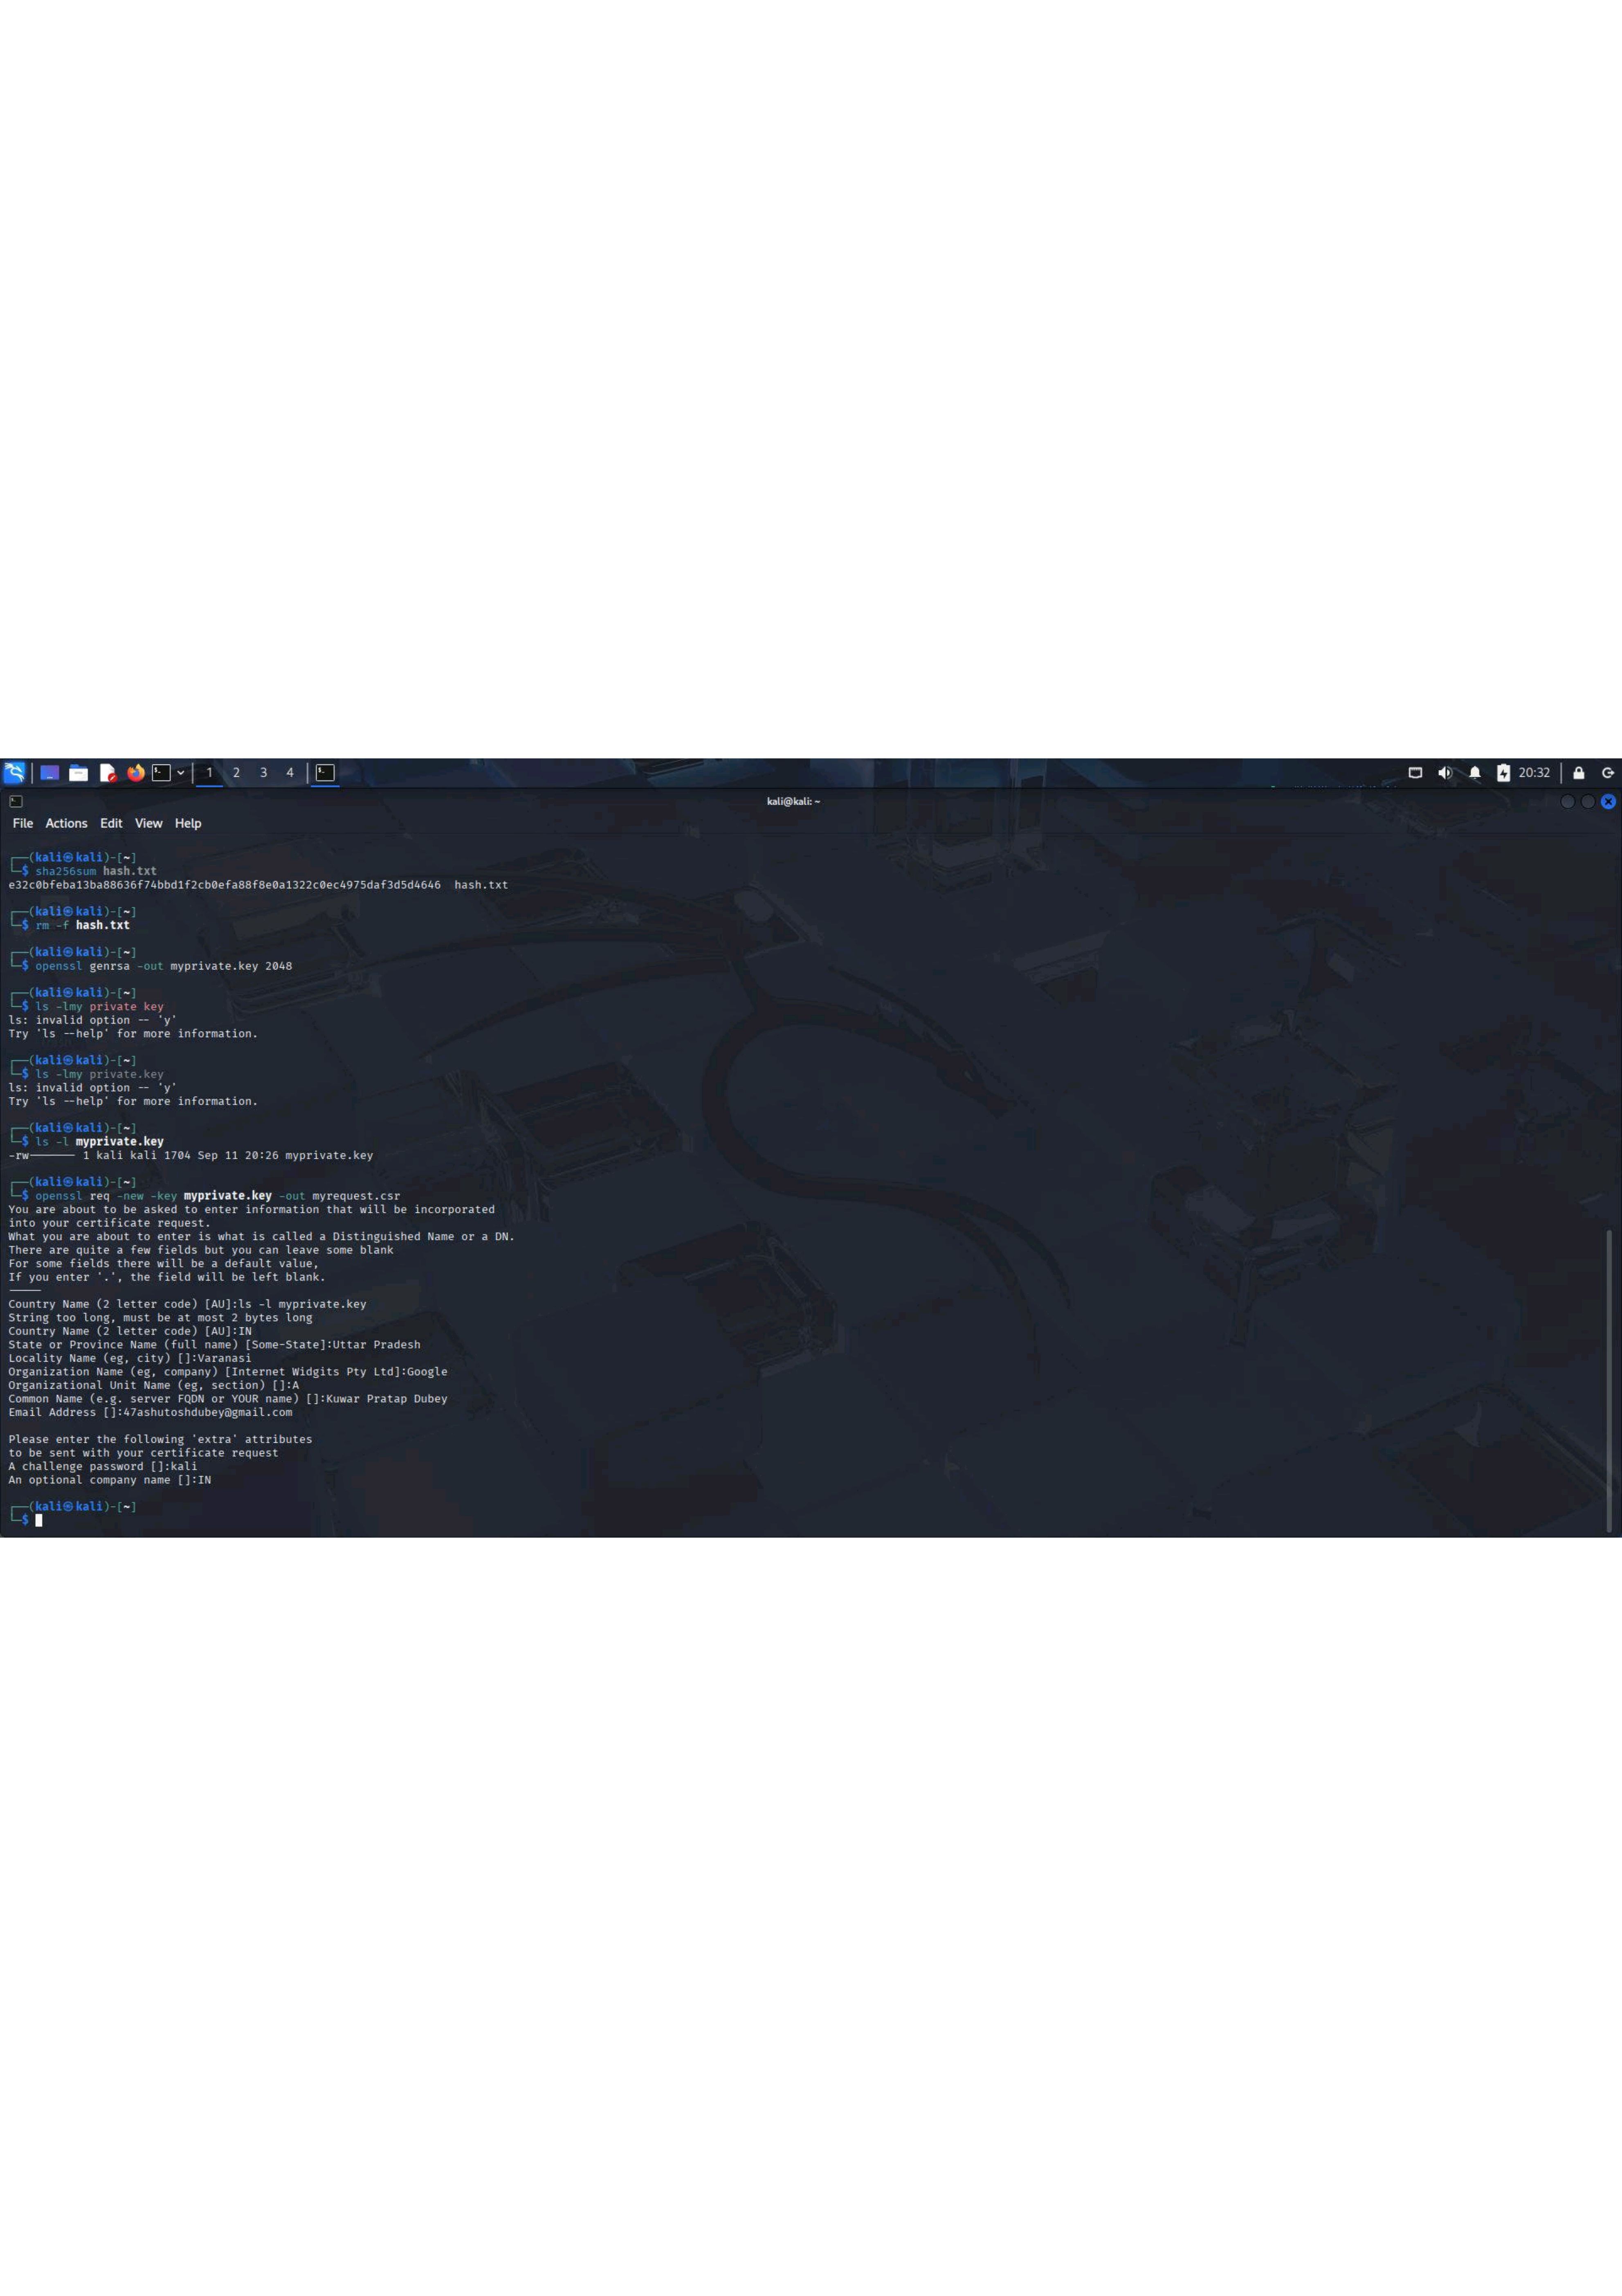 1 2 3 4 20:32
kali@kali: ~
File Actions Edit View Help
┌──(kali㉿kali)-[~]
└─$ sha256sum hash.txt
e32c0bfeba13ba88636f74bbd1f2cb0efa88f8e0a1322c0ec4975daf3d5d4646  hash.txt
┌──(kali㉿kali)-[~]
└─$ rm -f hash.txt
┌──(kali㉿kali)-[~]
└─$ openssl genrsa -out myprivate.key 2048
┌──(kali㉿kali)-[~]
└─$ ls -lmy private key
ls: invalid option -- 'y'
Try 'ls --help' for more information.
┌──(kali㉿kali)-[~]
└─$ ls -lmy private.key
ls: invalid option -- 'y'
Try 'ls --help' for more information.
┌──(kali㉿kali)-[~]
└─$ ls -l myprivate.key
-rw------- 1 kali kali 1704 Sep 11 20:26 myprivate.key
┌──(kali㉿kali)-[~]
└─$ openssl req -new -key myprivate.key -out myrequest.csr
You are about to be asked to enter information that will be incorporated
into your certificate request.
What you are about to enter is what is called a Distinguished Name or a DN.
There are quite a few fields but you can leave some blank
For some fields there will be a default value,
If you enter '.', the field will be left blank.
-----
Country Name (2 letter code) [AU]:ls -l myprivate.key
String too long, must be at most 2 bytes long
Country Name (2 letter code) [AU]:IN
State or Province Name (full name) [Some-State]:Uttar Pradesh
Locality Name (eg, city) []:Varanasi
Organization Name (eg, company) [Internet Widgits Pty Ltd]:Google
Organizational Unit Name (eg, section) []:A
Common Name (e.g. server FQDN or YOUR name) []:Kuwar Pratap Dubey
Email Address []:47ashutoshdubey@gmail.com
Please enter the following 'extra' attributes
to be sent with your certificate request
A challenge password []:kali
An optional company name []:IN
┌──(kali㉿kali)-[~]
└─$